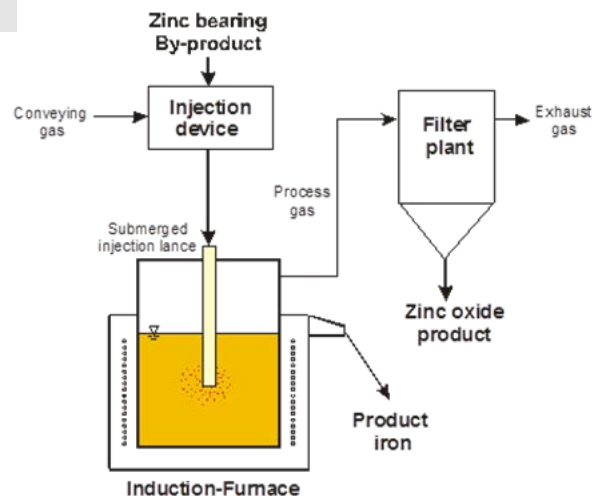 Zinc bearing
By-product
Conveying
gas
Injection
device
Filter
plant
Exhaust
gas
Process
gas
Submerged
injection lance
Zinc oxide
product
Product
iron
Induction-Furnace